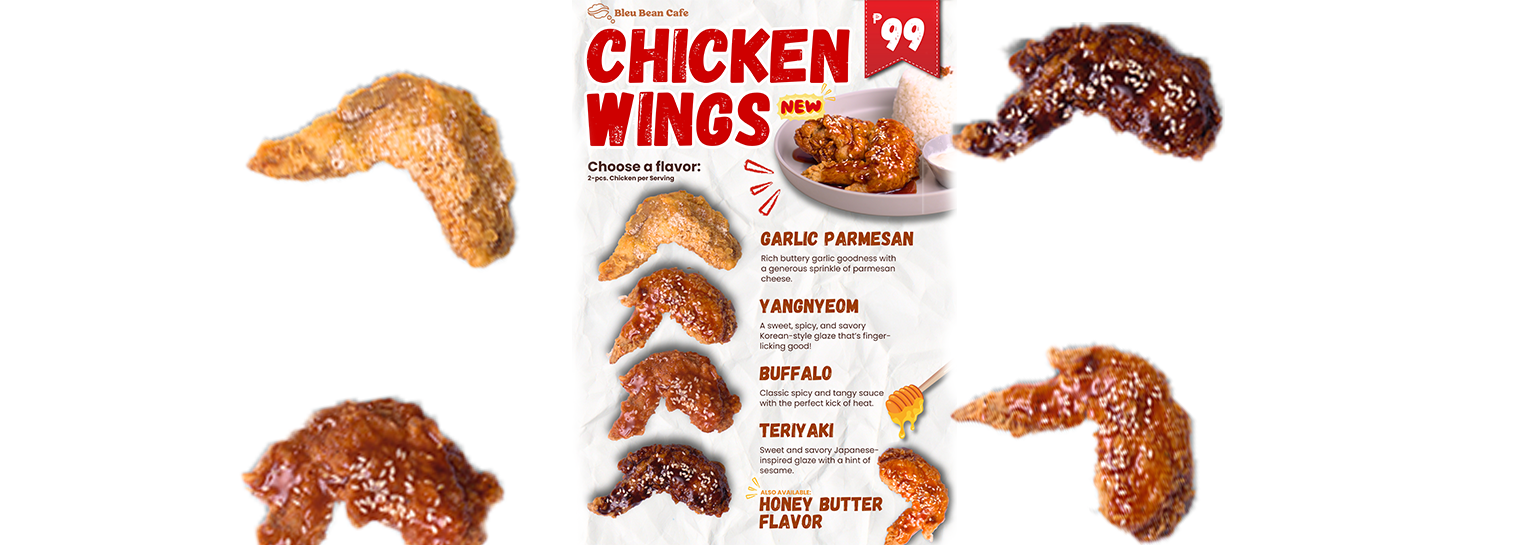 Bleu Bean Cafe
₱99
CHICKEN
WINGS
NEW
Choose a flavor:
2-pcs. Chicken per Serving
GARLIC PARMESAN
Rich buttery garlic goodness with
a generous sprinkle of parmesan
cheese.
YANGNYEOM
A sweet, spicy, and savory
Korean-style glaze that's finger-
licking good!
BUFFALO
Classic spicy and tangy sauce
with the perfect kick of heat.
TERIYAKI
Sweet and savory Japanese-
inspired glaze with a hint of
sesame.
ALSO AVAILABLE:
HONEY BUTTER
FLAVOR